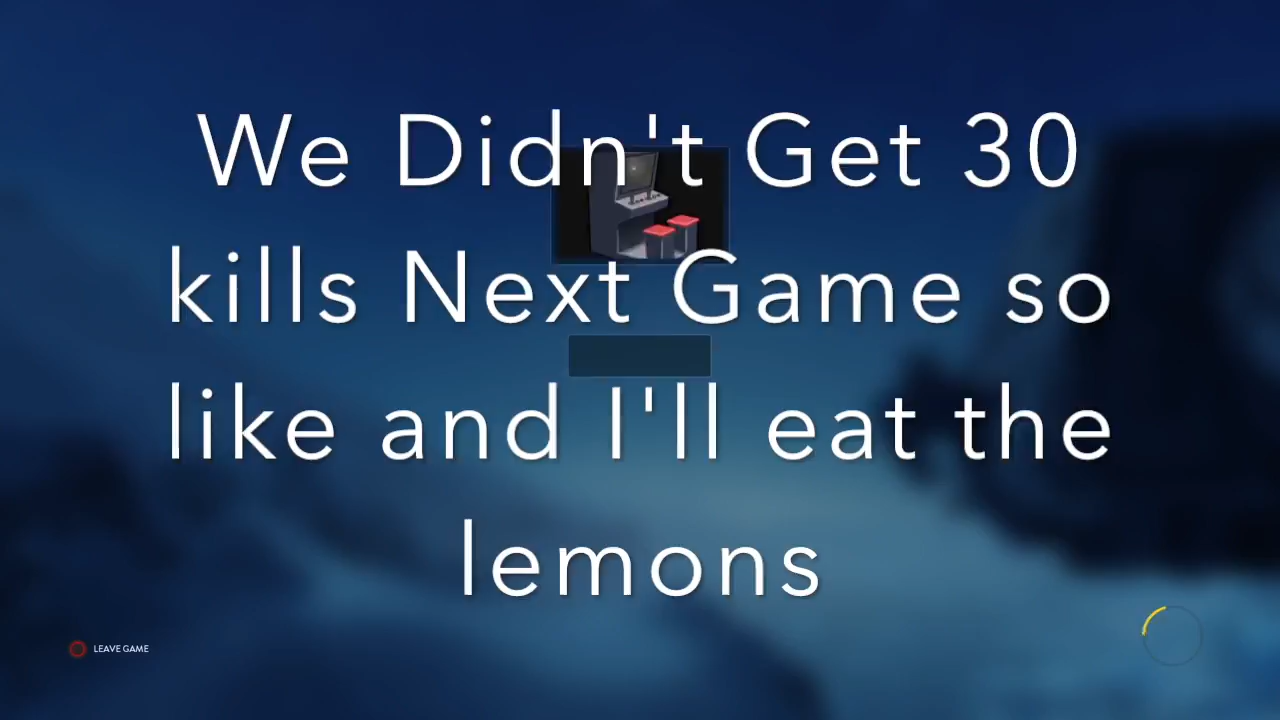 We Didn't Get 30
kills Next Game so
like and I'll eat the
lemons
LEAVE GAME